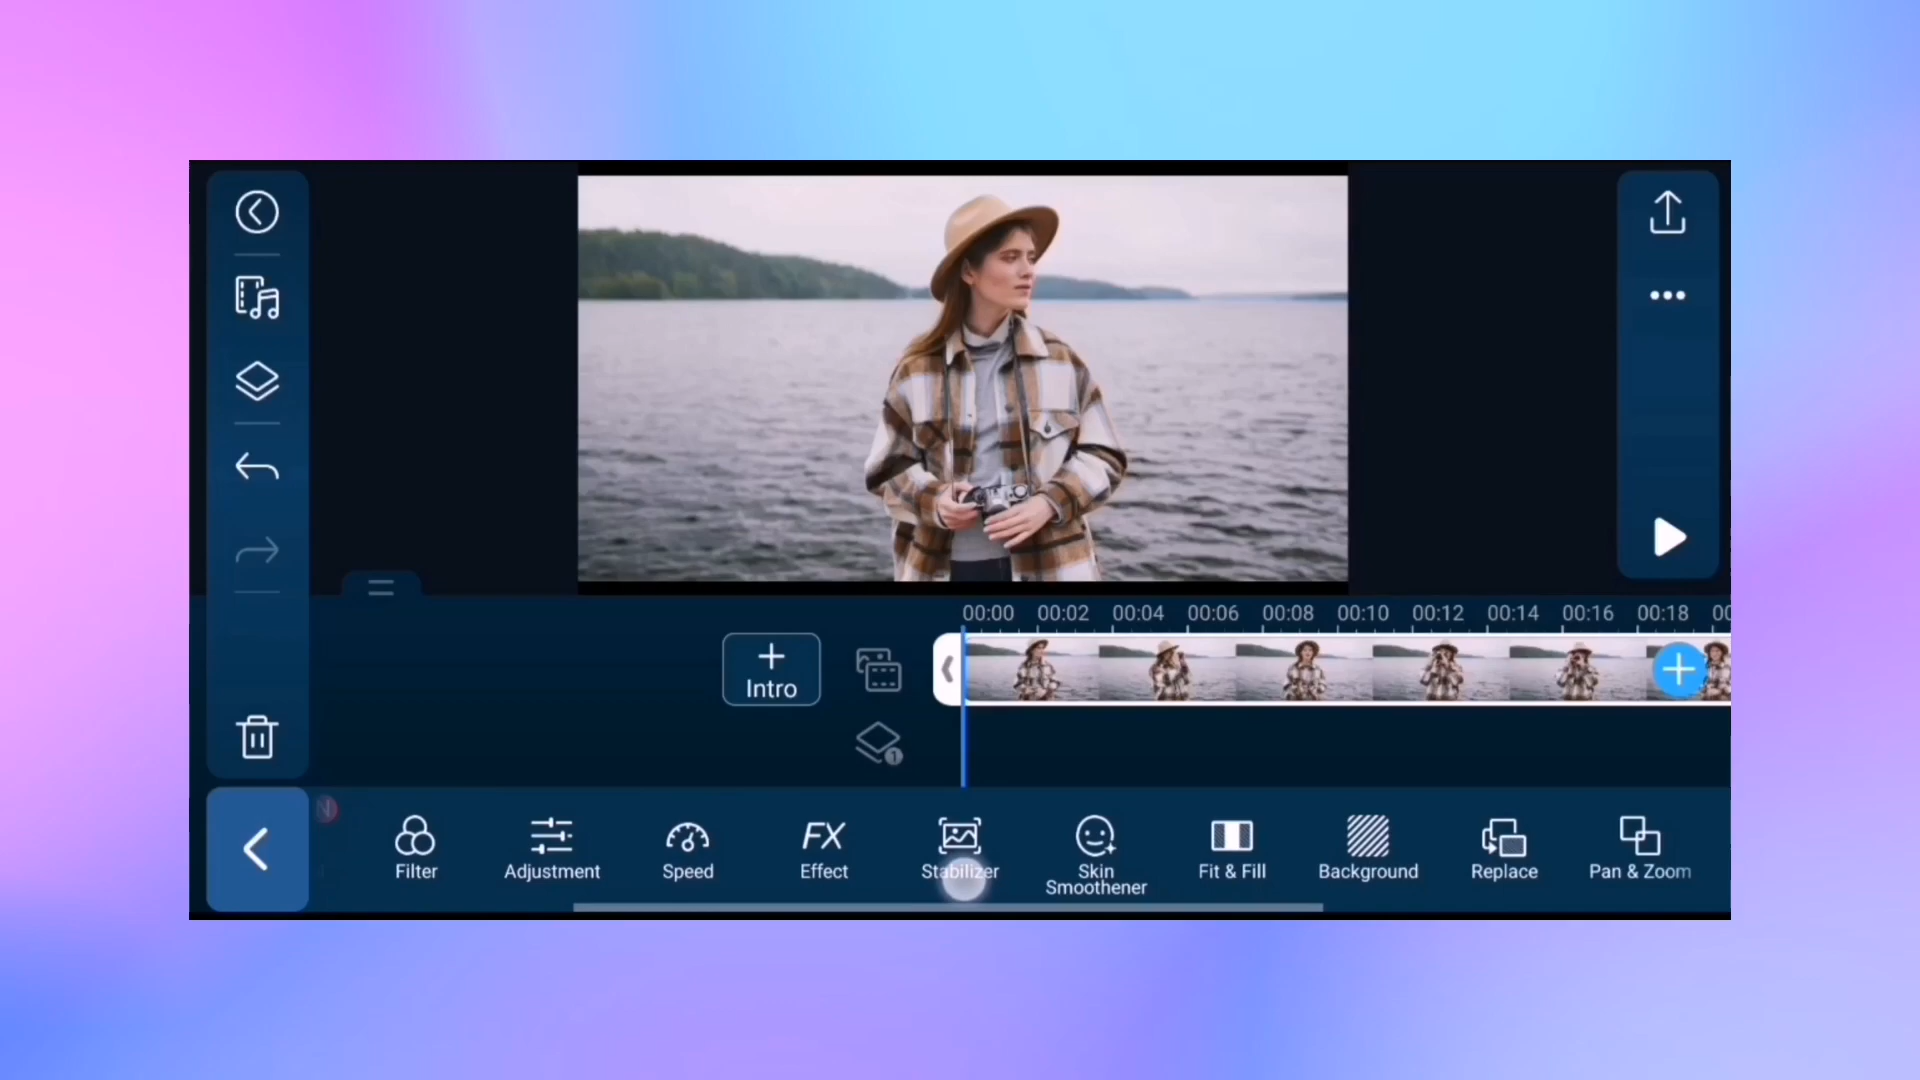 00:00 00:02 00:04 00:06 00:08 00:10 00:12 00:14 00:16 00:18
Intro
1
Filter Adjustment Speed FX Effect Stabilizer Skin Smoothener Fit & Fill Background Replace Pan & Zoom